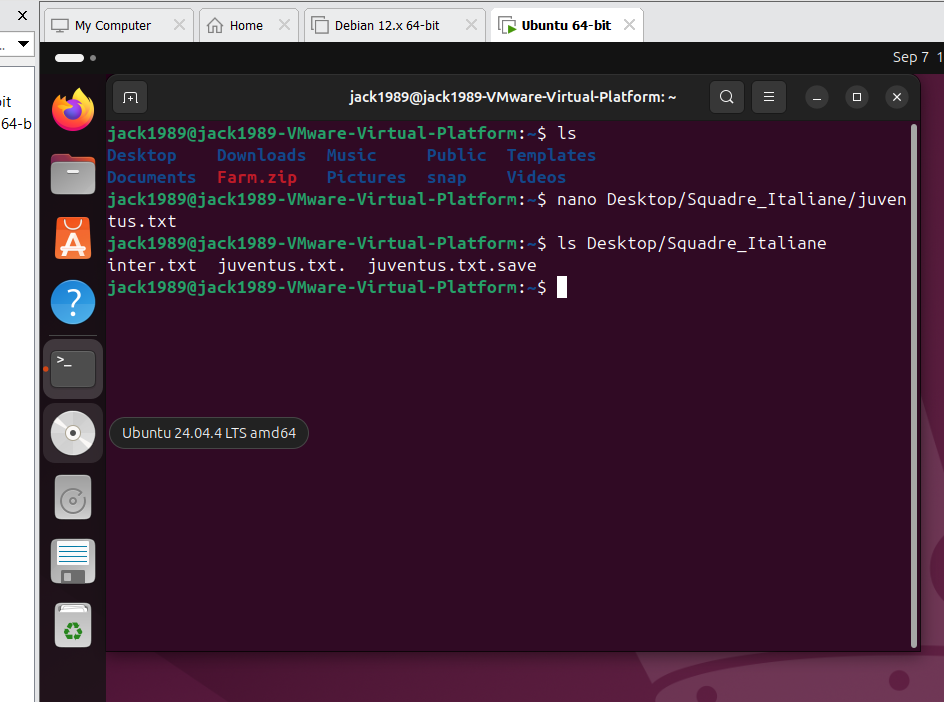 My Computer
Home
Debian 12.x 64-bit
Ubuntu 64-bit
Sep 7 1
jack1989@jack1989-VMware-Virtual-Platform: ~
it
64-b
jack1989@jack1989-VMware-Virtual-Platform:~$ ls
Desktop Downloads Music Public Templates
Documents Farm.zip Pictures snap Videos
jack1989@jack1989-VMware-Virtual-Platform:~$ nano Desktop/Squadre_Italiane/juven
tus.txt
jack1989@jack1989-VMware-Virtual-Platform:~$ ls Desktop/Squadre_Italiane
inter.txt juventus.txt. juventus.txt.save
jack1989@jack1989-VMware-Virtual-Platform:~$
Ubuntu 24.04.4 LTS amd64